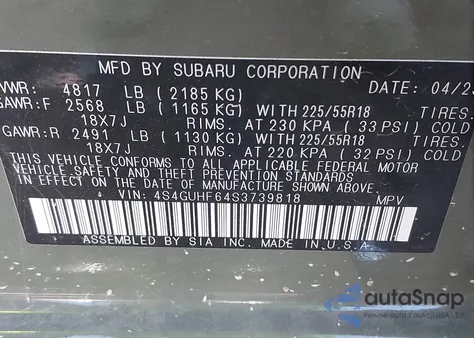 MFD BY SUBARU CORPORATION
VWR: 4817 LB (2185 KG) DATE: 04/2
GAWR:F 2568 LB (1165 KG) WITH 225/55R18 TIRES.
18X7J RIMS. AT 230 KPA (33 PSI) COLD
GAWR:R 2491 LB (1130 KG) WITH 225/55R18 TIRES.
18X7J RIMS. AT 220 KPA (32 PSI) COLD
THIS VEHICLE CONFORMS TO ALL APPLICABLE FEDERAL MOTOR
VEHICLE SAFETY, BUMPER, AND THEFT PREVENTION STANDARDS
IN EFFECT ON THE DATE OF MANUFACTURE SHOWN ABOVE.
VIN: 4S4GUHF64S3739818 MPV
ASSEMBLED BY SIA INC. MADE IN U.S.A.
autoSnap